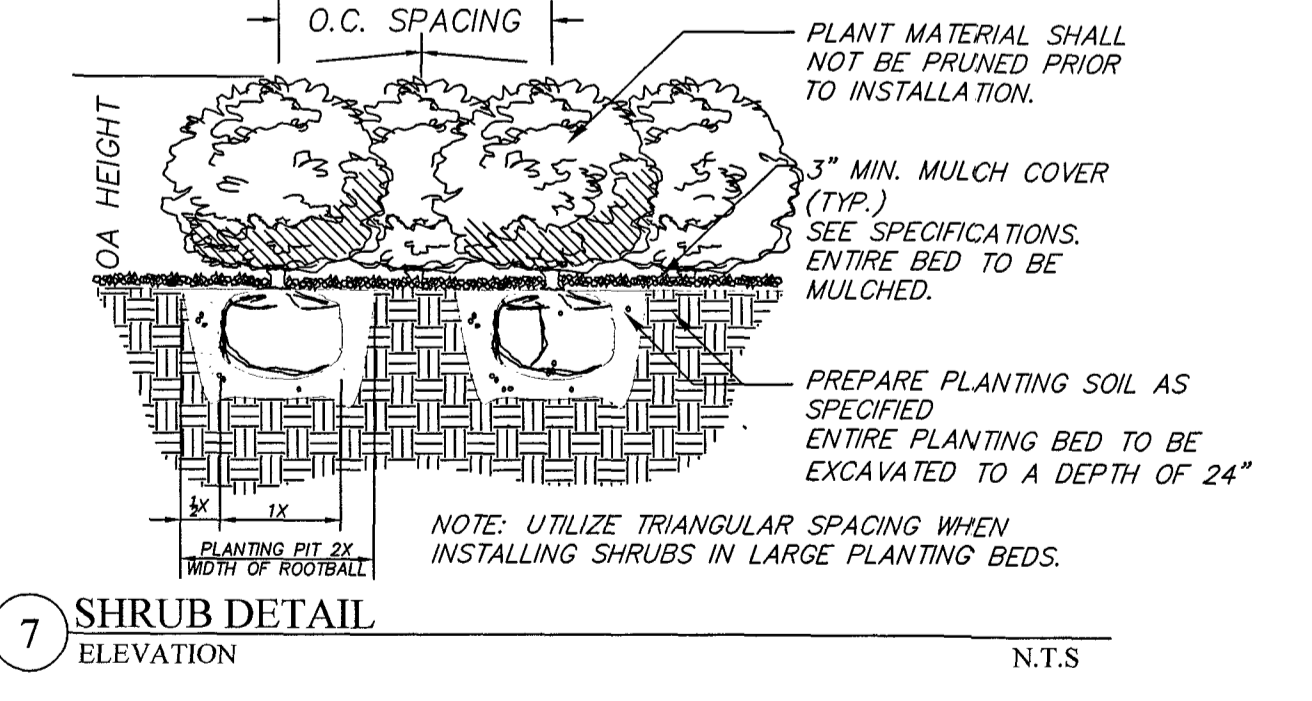 O.C. SPACING
OA HEIGHT
PLANT MATERIAL SHALL
NOT BE PRUNED PRIOR
TO INSTALLATION.
3" MIN. MULCH COVER
(TYP.)
SEE SPECIFICATIONS.
ENTIRE BED TO BE
MULCHED.
PREPARE PLANTING SOIL AS
SPECIFIED
ENTIRE PLANTING BED TO BE
EXCAVATED TO A DEPTH OF 24"
½X
1X
PLANTING PIT 2X
WIDTH OF ROOTBALL
NOTE: UTILIZE TRIANGULAR SPACING WHEN
INSTALLING SHRUBS IN LARGE PLANTING BEDS.
7
SHRUB DETAIL
ELEVATION
N.T.S